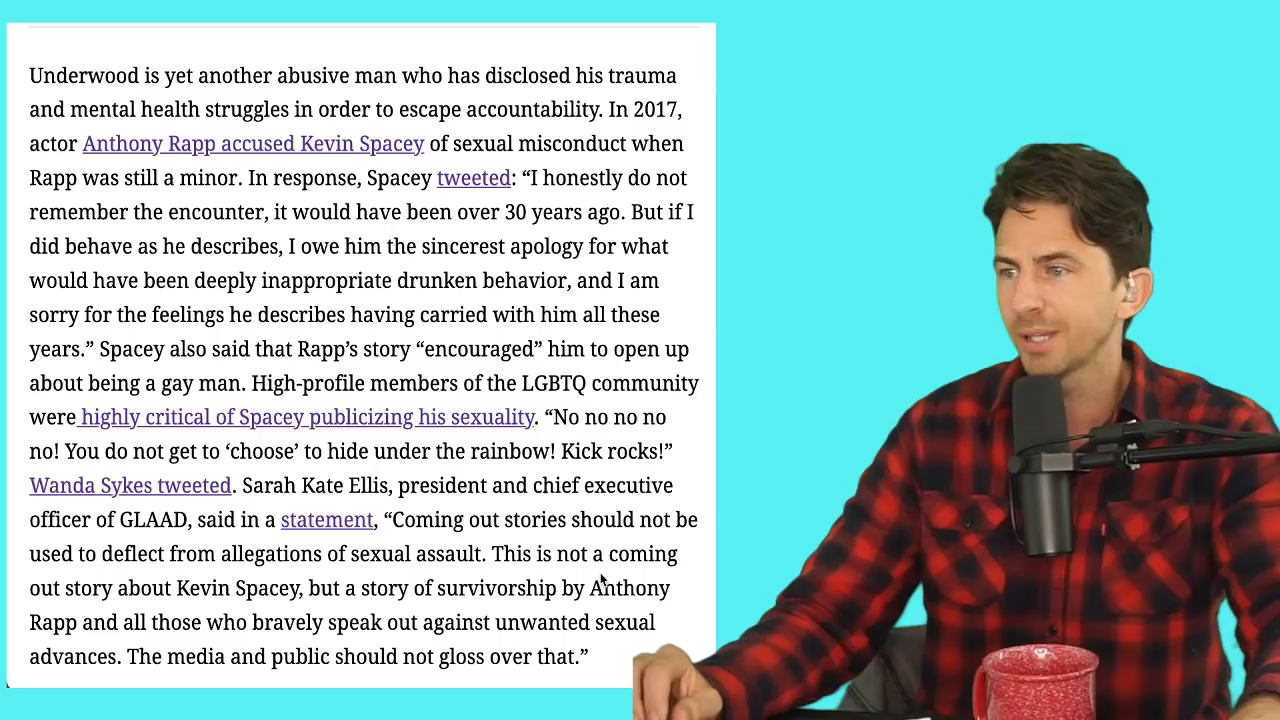 Underwood is yet another abusive man who has disclosed his trauma
and mental health struggles in order to escape accountability. In 2017,
actor Anthony Rapp accused Kevin Spacey of sexual misconduct when
Rapp was still a minor. In response, Spacey tweeted: “I honestly do not
remember the encounter, it would have been over 30 years ago. But if I
did behave as he describes, I owe him the sincerest apology for what
would have been deeply inappropriate drunken behavior, and I am
sorry for the feelings he describes having carried with him all these
years.” Spacey also said that Rapp’s story “encouraged” him to open up
about being a gay man. High-profile members of the LGBTQ community
were highly critical of Spacey publicizing his sexuality. “No no no no
no! You do not get to ‘choose’ to hide under the rainbow! Kick rocks!”
Wanda Sykes tweeted. Sarah Kate Ellis, president and chief executive
officer of GLAAD, said in a statement, “Coming out stories should not be
used to deflect from allegations of sexual assault. This is not a coming
out story about Kevin Spacey, but a story of survivorship by Anthony
Rapp and all those who bravely speak out against unwanted sexual
advances. The media and public should not gloss over that.”